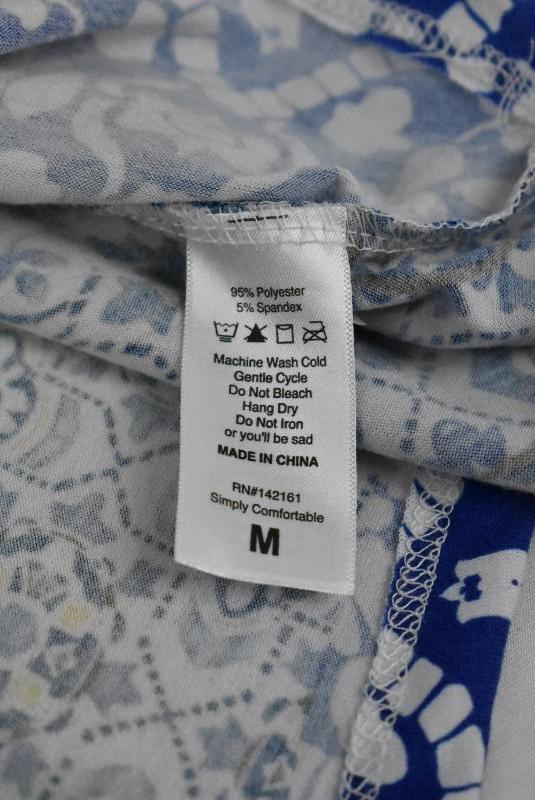 95% Polyester
5% Spandex
Machine Wash Cold
Gentle Cycle
Do Not Bleach
Hang Dry
Do Not Iron
or you'll be sad
MADE IN CHINA
RN#142161
Simply Comfortable
M